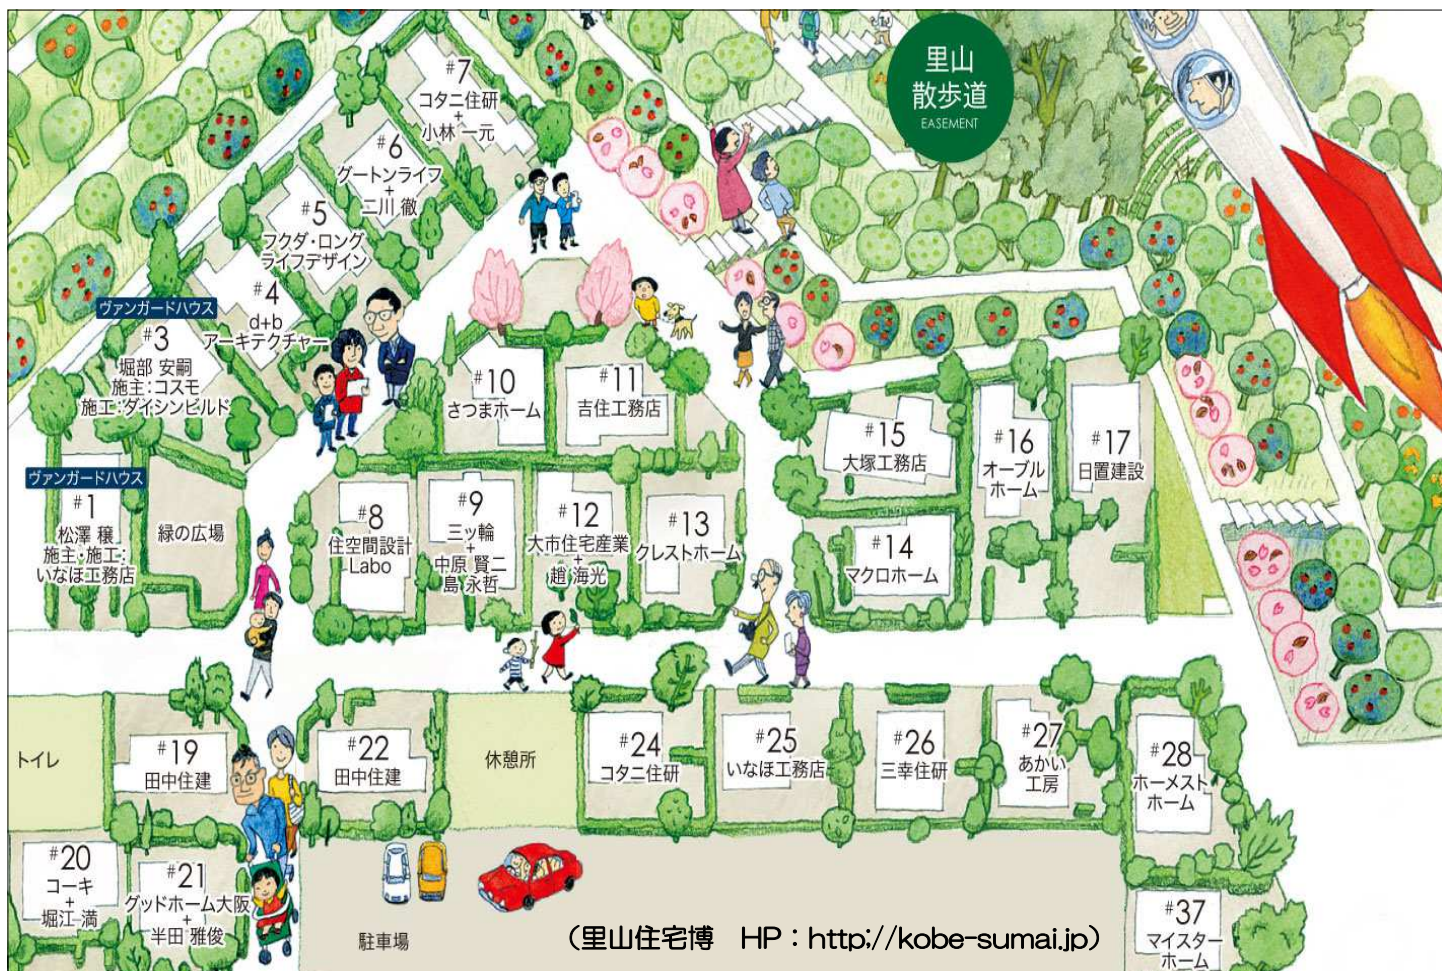 里山
散歩道
EASEMENT
#7
コタニ住研
+
小林 一元
#6
グートンライフ
+
二川 徹
#5
フクダ・ロング
ライフデザイン
#4
d+b
アーキテクチャー
ヴァンガードハウス
#3
堀部 安嗣
施主:コスモ
施工:ダイシンビルド
ヴァンガードハウス
#1
松澤 穣
施主・施工:
いなほ工務店
緑の広場
#10
さつまホーム
#11
吉住工務店
#8
住空間設計
Labo
#9
三ッ輪
+
中原 賢二
島 永哲
#12
大市住宅産業
+
趙 海光
#13
クレストホーム
#15
大塚工務店
#16
オーブル
ホーム
#17
日置建設
#14
マクロホーム
トイレ
#19
田中住建
#22
田中住建
休憩所
#24
コタニ住研
#25
いなほ工務店
#26
三幸住研
#27
あかい
工房
#28
ホーメスト
ホーム
#20
コーキ
+
堀江 満
#21
グッドホーム大阪
+
半田 雅俊
駐車場
(里山住宅博 HP:http;//kobe-sumai.jp)
#37
マイスター
ホーム